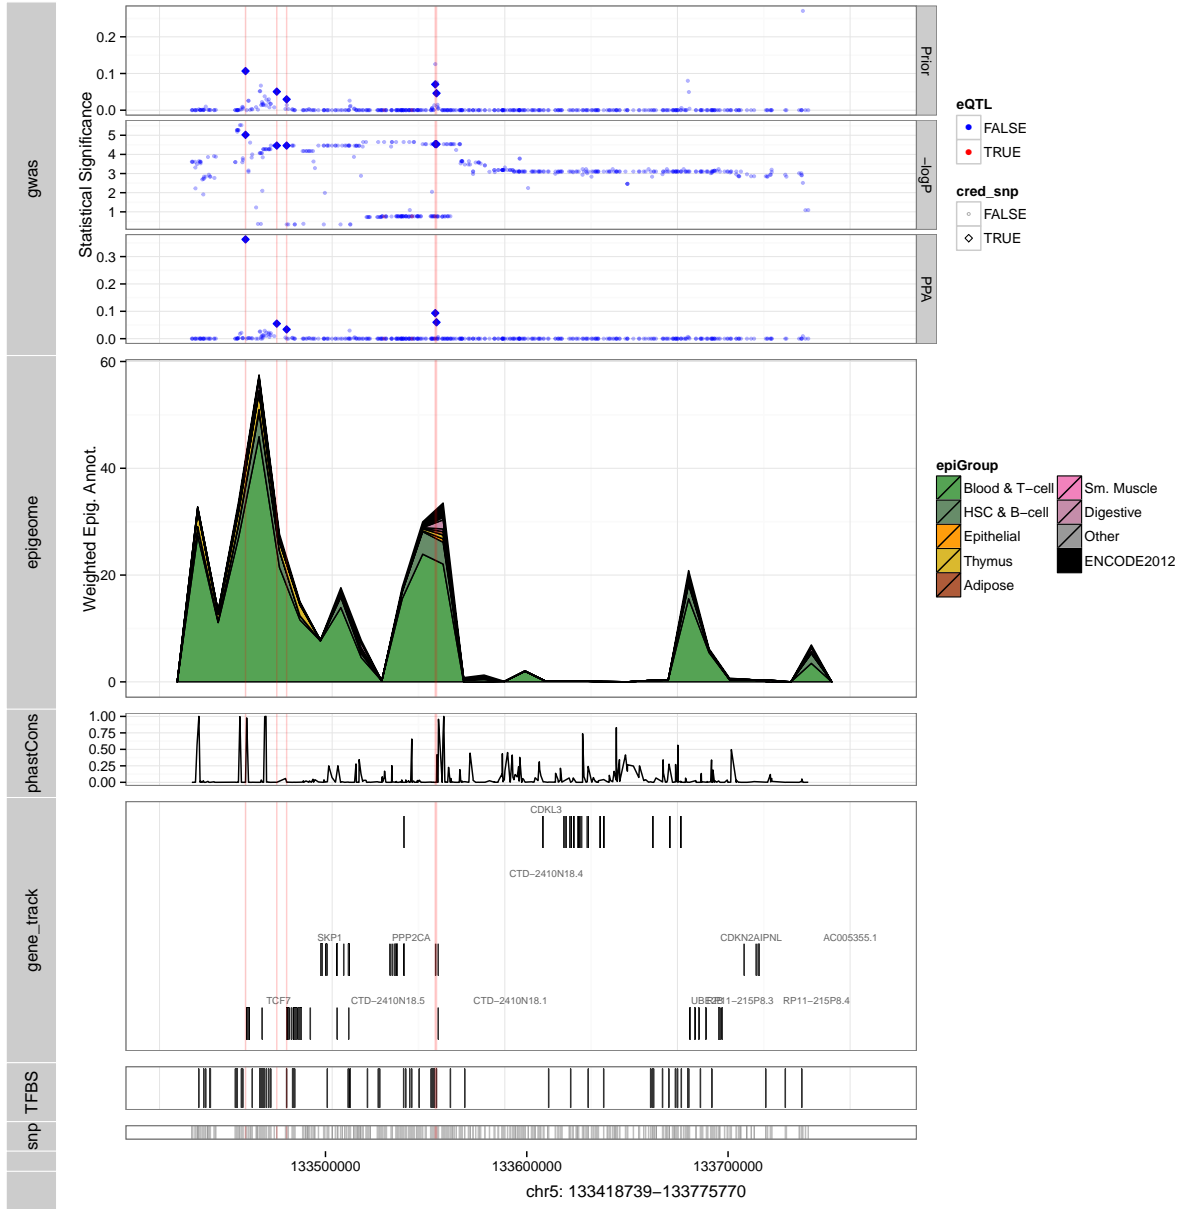 gwas
Statistical Significance
0.2
0.1
0.0
Prior
5
4
3
2
1
−logP
0.3
0.2
0.1
0.0
PPA
eQTL
FALSE
TRUE
cred_snp
FALSE
TRUE
epigeome
Weighted Epig. Annot.
60
40
20
0
epiGroup
Blood & T−cell
HSC & B−cell
Epithelial
Thymus
Adipose
Sm. Muscle
Digestive
Other
ENCODE2012
phastCons
1.00
0.75
0.50
0.25
0.00
gene_track
CDKL3
CTD−2410N18.4
SKP1 PPP2CA CDKN2AIPNL AC005355.1
TCF7 CTD−2410N18.5 CTD−2410N18.1 RP11−215P8.3 RP11−215P8.4
TFBS
snp
133500000 133600000 133700000
chr5: 133418739−133775770